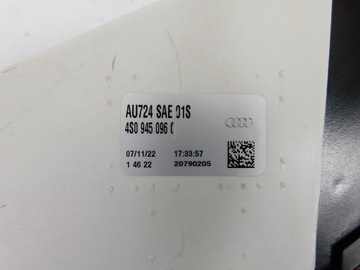 AU724 SAE 01S
4S0 945 096 C
07/11/22 17:33:57
1 46 22 20790205